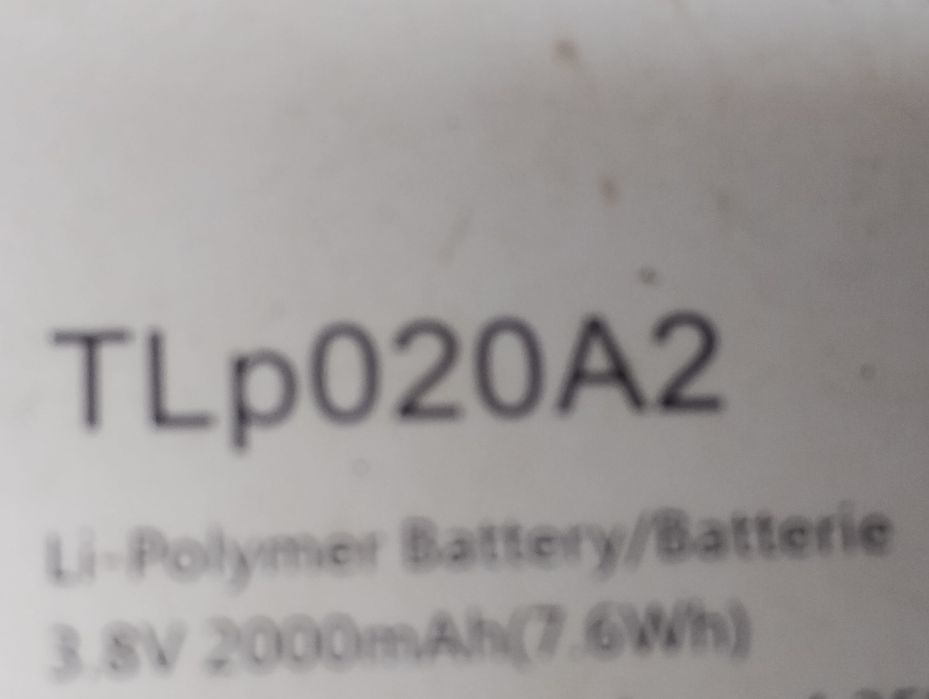 TLp020A2
Li-Polymer Battery/Batterie
3.8V 2000mAh(7.6Wh)